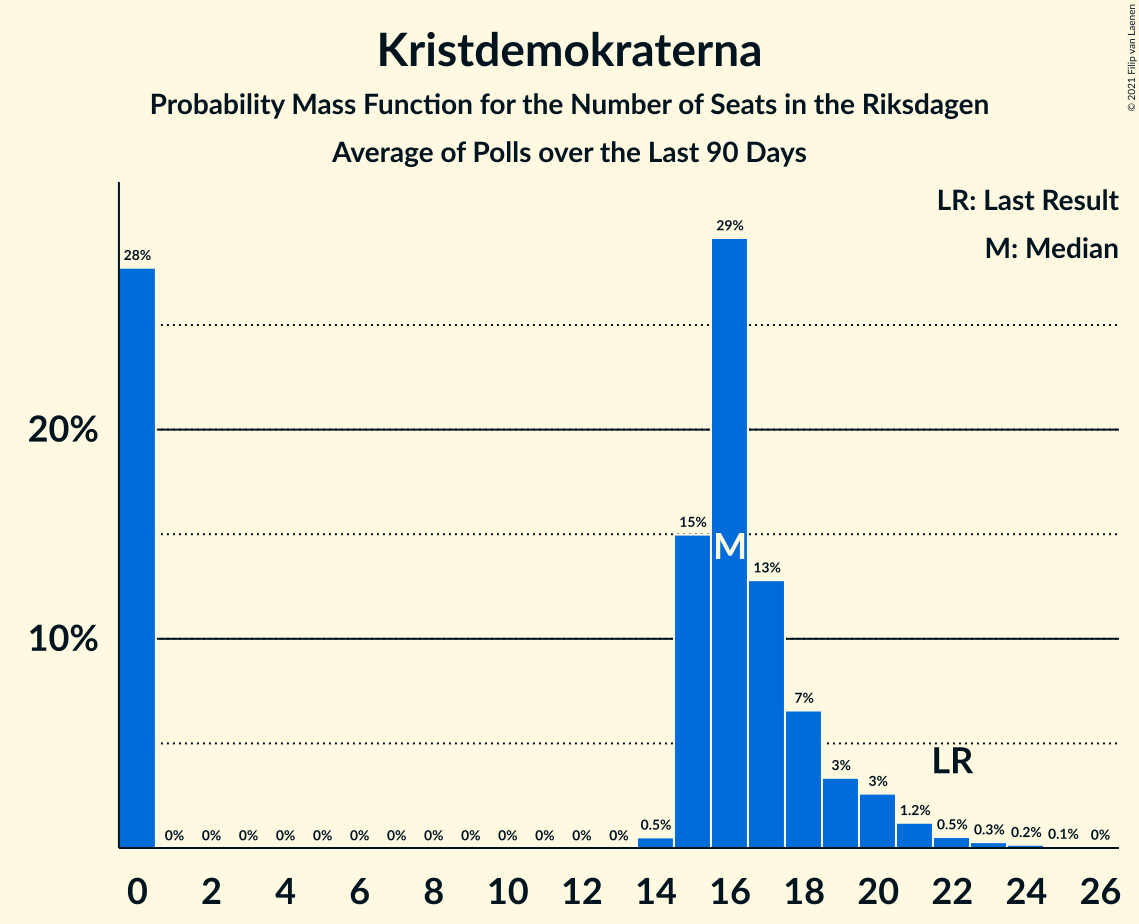 Kristdemokraterna
Probability Mass Function for the Number of Seats in the Riksdagen
Average of Polls over the Last 90 Days
© 2021 Filip van Laenen
LR: Last Result
M: Median
28% 0% 0% 0% 0% 0% 0% 0% 0% 0% 0% 0% 0% 0% 0.5% 15% 29% 13% 7% 3% 3% 1.2% 0.5% 0.3% 0.2% 0.1% 0%
M
LR
20%
10%
0 2 4 6 8 10 12 14 16 18 20 22 24 26